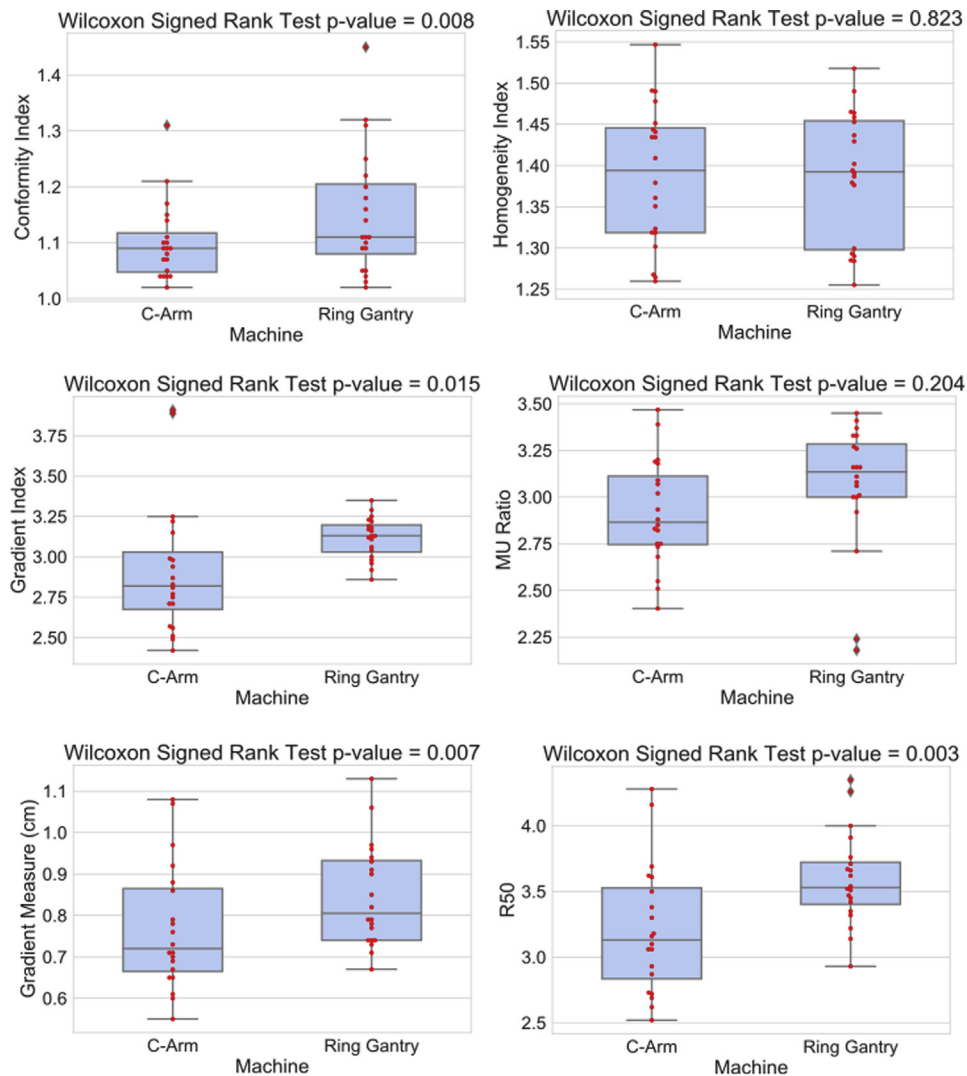 Wilcoxon Signed Rank Test p-value = 0.008
Conformity Index
1.4
1.3
1.2
1.1
1.0
C-Arm
Ring Gantry
Machine
Wilcoxon Signed Rank Test p-value = 0.823
Homogeneity Index
1.55
1.50
1.45
1.40
1.35
1.30
1.25
C-Arm
Ring Gantry
Machine
Wilcoxon Signed Rank Test p-value = 0.015
Gradient Index
3.75
3.50
3.25
3.00
2.75
2.50
C-Arm
Ring Gantry
Machine
Wilcoxon Signed Rank Test p-value = 0.204
MU Ratio
3.50
3.25
3.00
2.75
2.50
2.25
C-Arm
Ring Gantry
Machine
Wilcoxon Signed Rank Test p-value = 0.007
Gradient Measure (cm)
1.1
1.0
0.9
0.8
0.7
0.6
C-Arm
Ring Gantry
Machine
Wilcoxon Signed Rank Test p-value = 0.003
R50
4.0
3.5
3.0
2.5
C-Arm
Ring Gantry
Machine